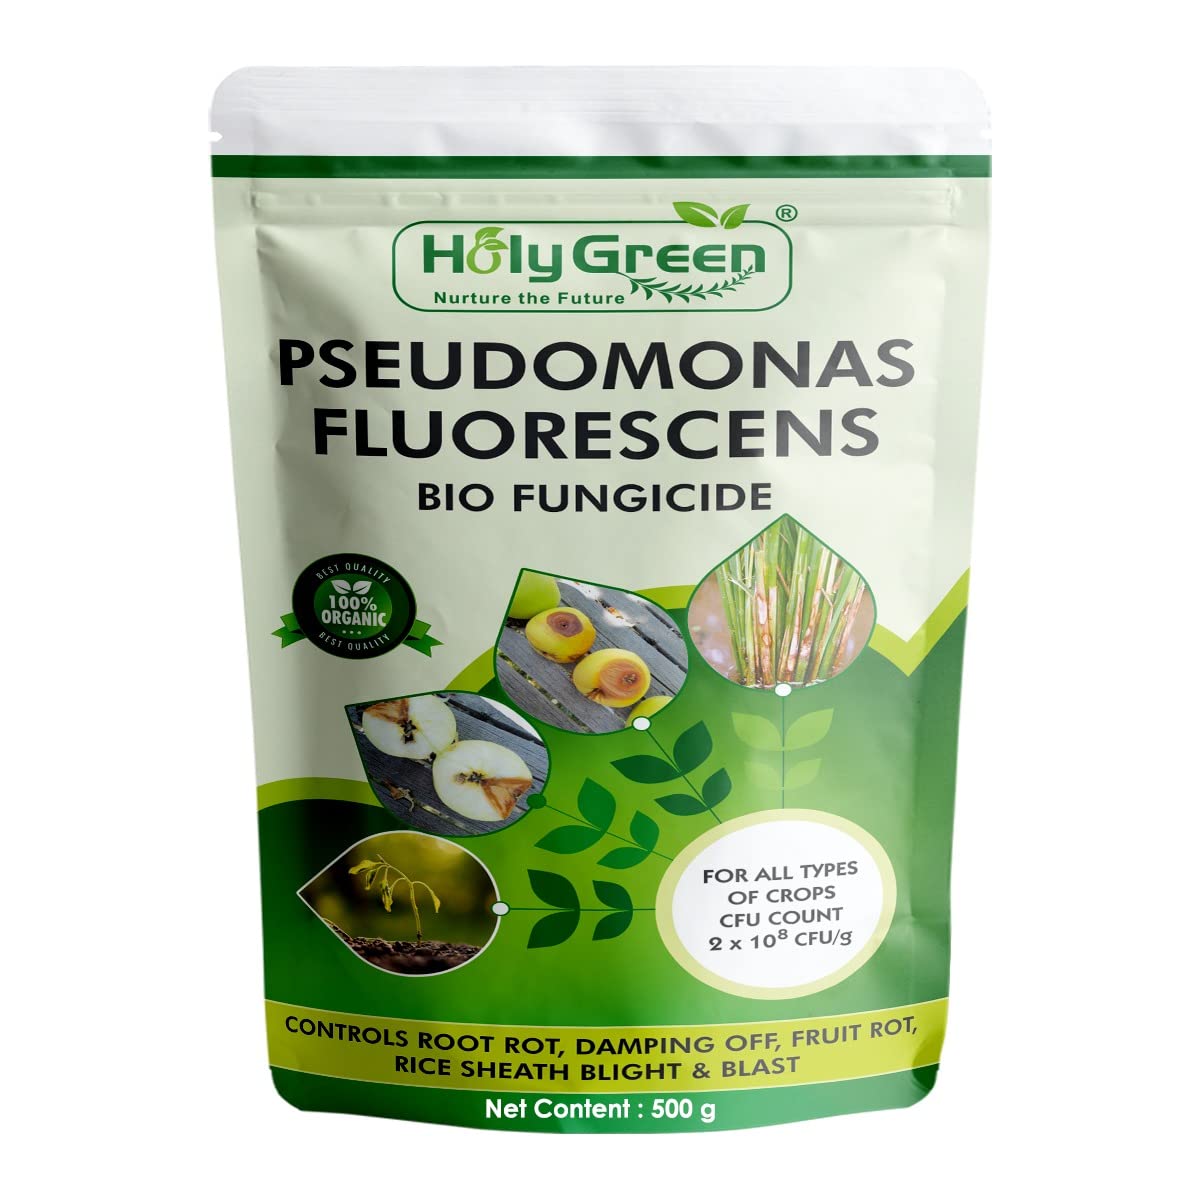 Holy Green ®
Nurture the Future
PSEUDOMONAS
FLUORESCENS
BIO FUNGICIDE
BEST QUALITY
100%
ORGANIC
BEST QUALITY
FOR ALL TYPES
OF CROPS
CFU COUNT
2 x 10⁸ CFU/g
CONTROLS ROOT ROT, DAMPING OFF, FRUIT ROT,
RICE SHEATH BLIGHT & BLAST
Net Content : 500 g